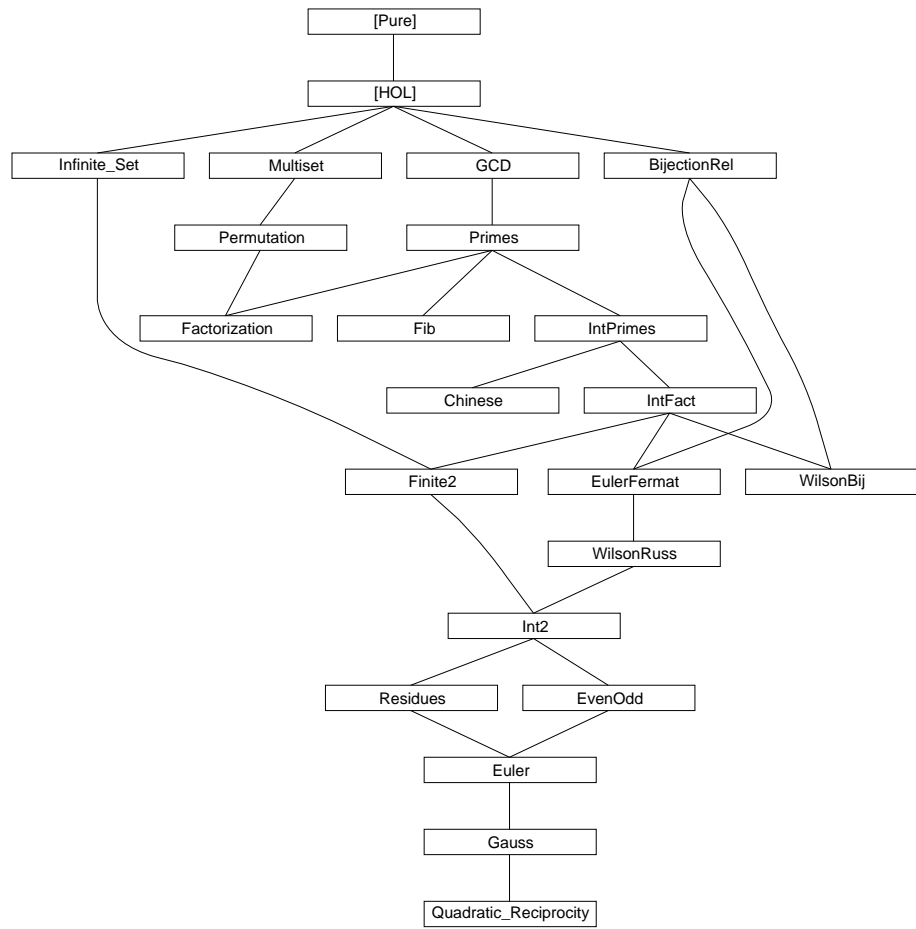 [Pure]
[HOL]
Infinite_Set
Multiset
GCD
BijectionRel
Permutation
Primes
Factorization
Fib
IntPrimes
Chinese
IntFact
Finite2
EulerFermat
WilsonBij
WilsonRuss
Int2
Residues
EvenOdd
Euler
Gauss
Quadratic_Reciprocity